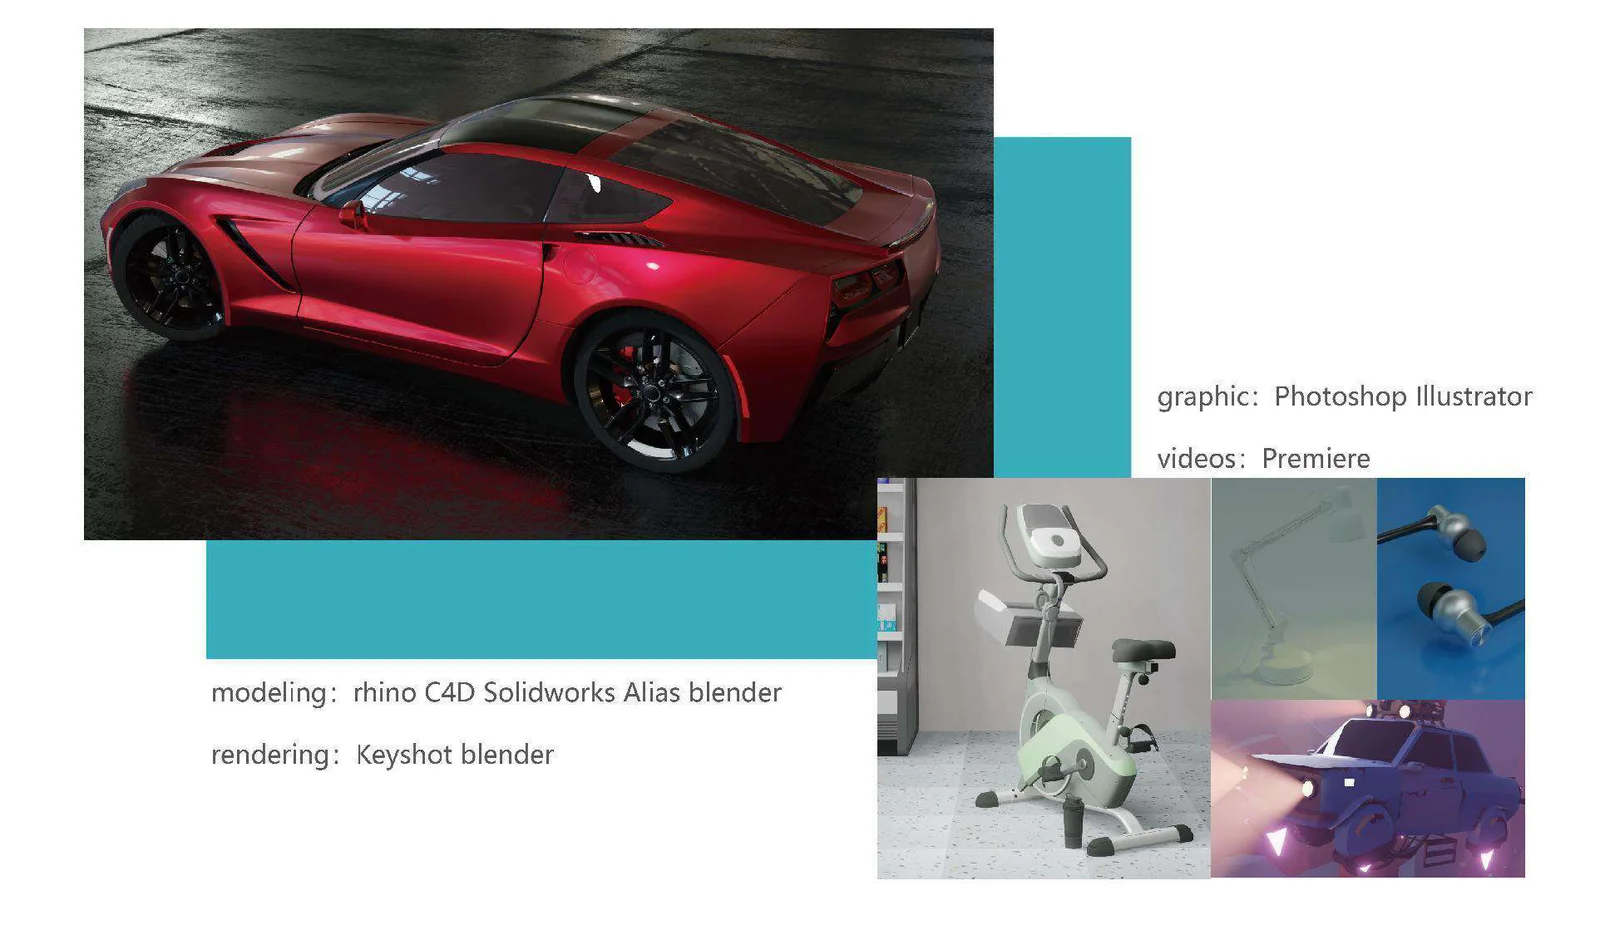 graphic：Photoshop Illustrator
videos：Premiere
modeling：rhino C4D Solidworks Alias blender
rendering：Keyshot blender